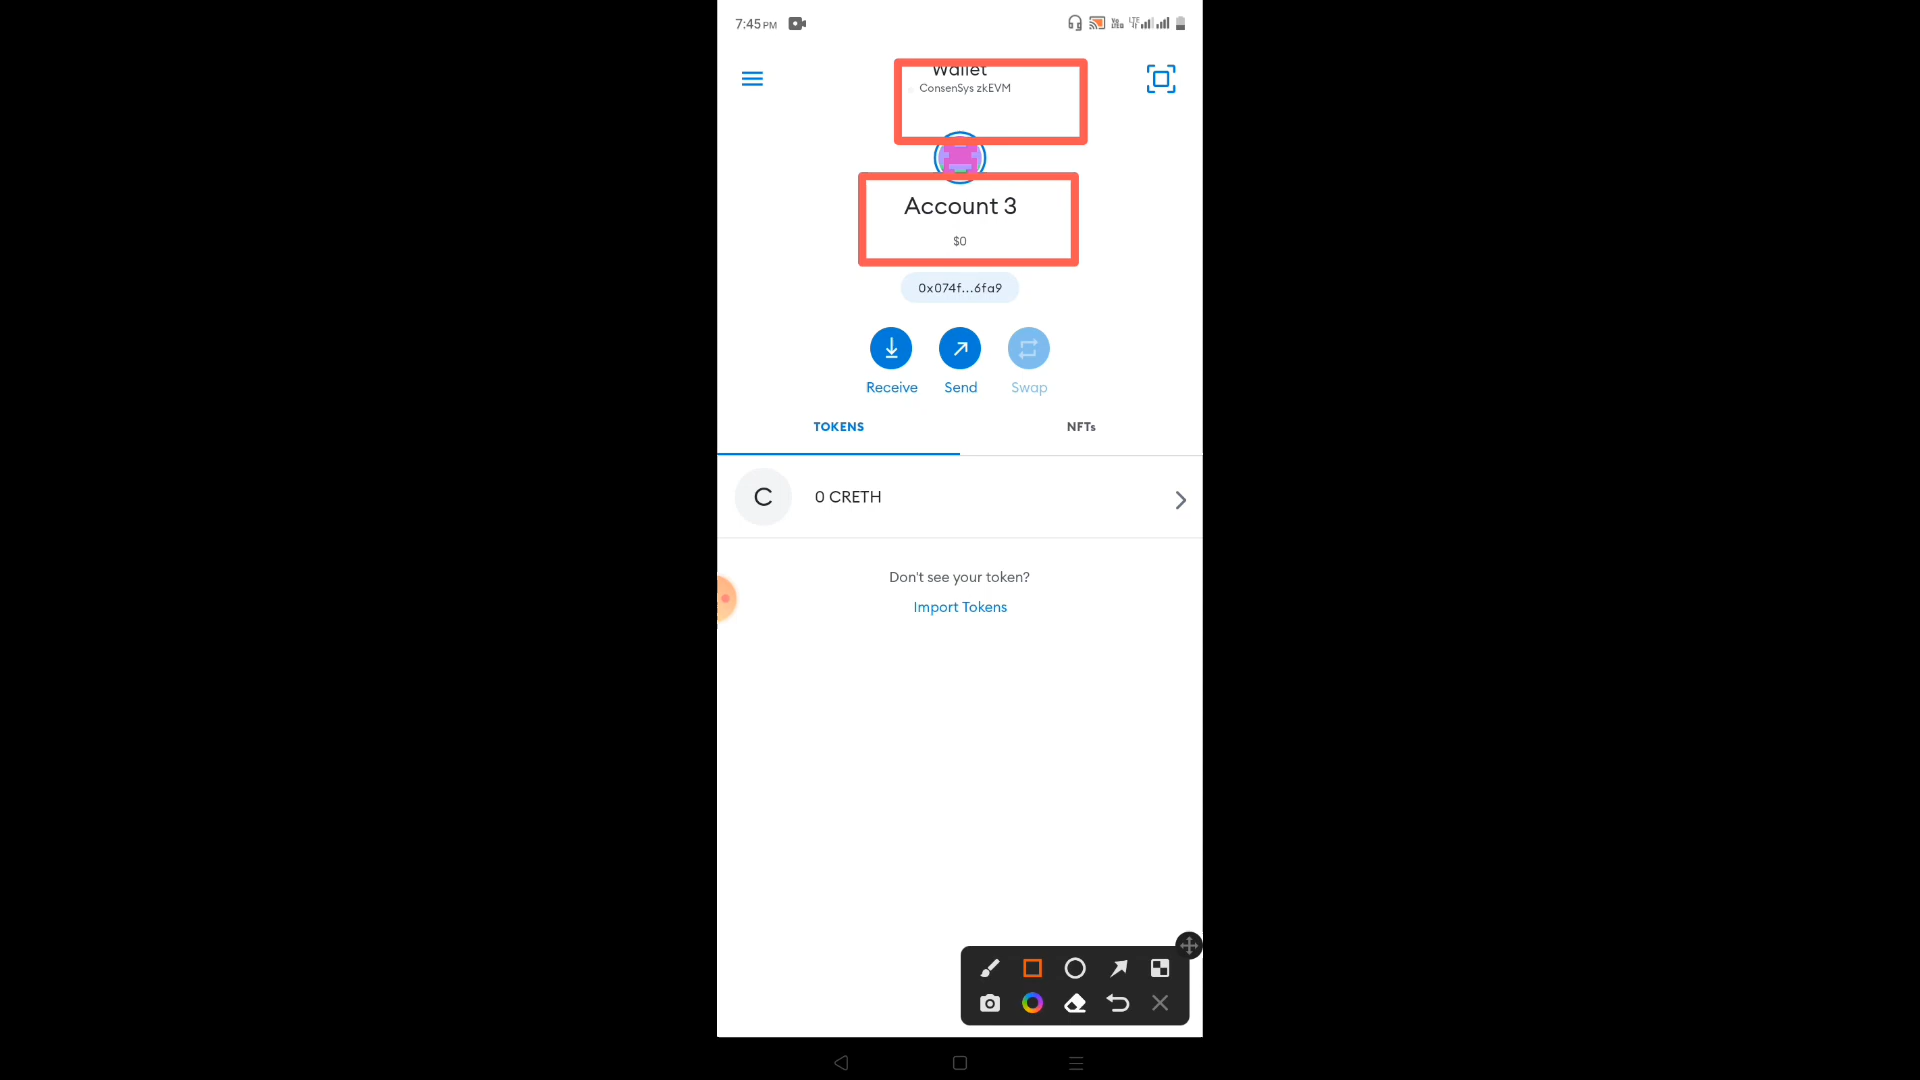 7:45 PM
Wallet
ConsenSys zkEVM
Account 3
$0
0x074f...6fa9
Receive
Send
Swap
TOKENS
NFTs
C
0 CRETH
Don't see your token?
Import Tokens